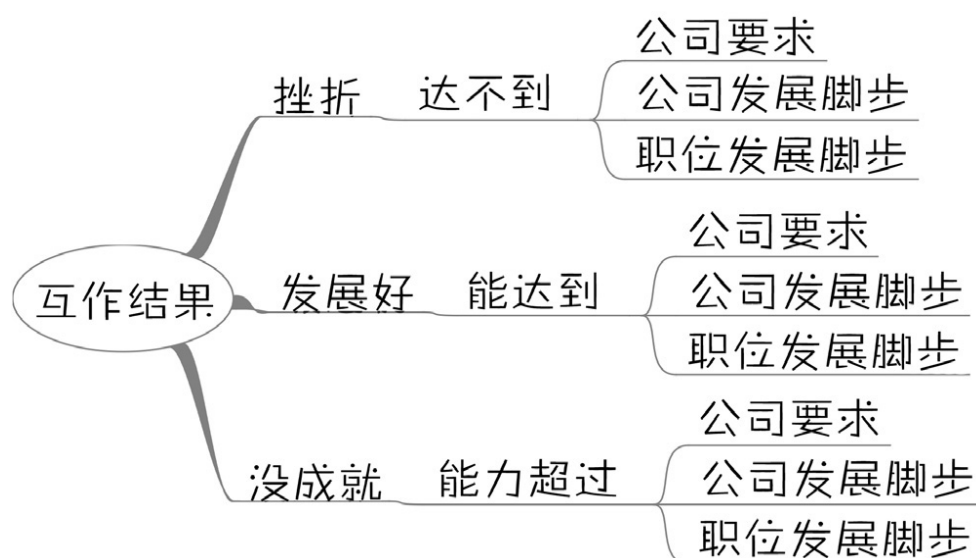 挫折
达不到
公司要求
公司发展脚步
职位发展脚步
互作结果
发展好
能达到
公司要求
公司发展脚步
职位发展脚步
没成就
能力超过
公司要求
公司发展脚步
职位发展脚步